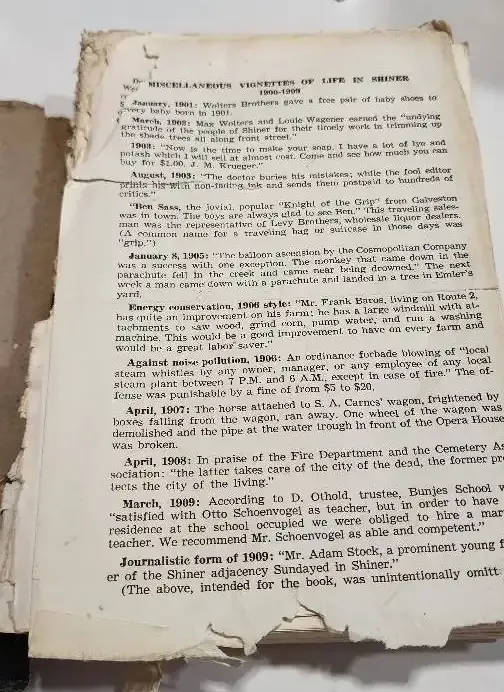 MISCELLANEOUS VIGNETTES OF LIFE IN SHINER
1900-1909
January, 1901: Wolters Brothers gave a free pair of baby shoes to
every baby born in 1901.
March, 1902: Max Wolters and Louie Wagener earned the "undying
gratitude of the people of Shiner for their timely work in trimming up
the shade trees all along front street."
1903: "Now is the time to make your soap. I have a lot of lye and
potash which I will sell at almost cost. Come and see how much you can
buy for $1.00. J. M. Krueger."
August, 1903: "The doctor buries his mistakes; while the fool editor
prints his with non-fading ink and sends them postpaid to hundreds of
critics."
"Ben Sass, the jovial, popular "Knight of the Grip" from Galveston
was in town. The boys are always glad to see Ben." This traveling sales-
man was the representative of Levy Brothers, wholesale liquor dealers.
(A common name for a traveling bag or suitcase in those days was
"grip.")
January 8, 1905: "The balloon ascension by the Cosmopolitan Company
was a success with one exception. The monkey that came down in the
parachute fell in the creek and came near being drowned." The next
week a man came down with a parachute and landed in a tree in Emler's
yard.
Energy conservation, 1906 style: "Mr. Frank Baros, living on Route 2,
has quite an improvement on his farm; he has a large windmill with at-
tachments to saw wood, grind corn, pump water, and run a washing
machine. This would be a good improvement to have on every farm and
would be a great labor saver."
Against noise pollution, 1906: An ordinance forbade blowing of "local
steam whistles by any owner, manager, or any employee of any local
steam plant between 7 P.M. and 6 A.M., except in case of fire." The of-
fense was punishable by a fine of from $5 to $20.
April, 1907: The horse attached to S. A. Carnes' wagon, frightened by
boxes falling from the wagon, ran away. One wheel of the wagon was
demolished and the pipe at the water trough in front of the Opera House
was broken.
April, 1908: In praise of the Fire Department and the Cemetery As
sociation: "the latter takes care of the city of the dead, the former pro
tects the city of the living."
March, 1909: According to D. Othold, trustee, Bunjes School w
"satisfied with Otto Schoenvogel as teacher, but in order to have
residence at the school occupied we were obliged to hire a mar
teacher. We recommend Mr. Schoenvogel as able and competent."
Journalistic form of 1909: "Mr. Adam Stock, a prominent young f
er of the Shiner adjacency Sundayed in Shiner."
(The above, intended for the book, was unintentionally omitt